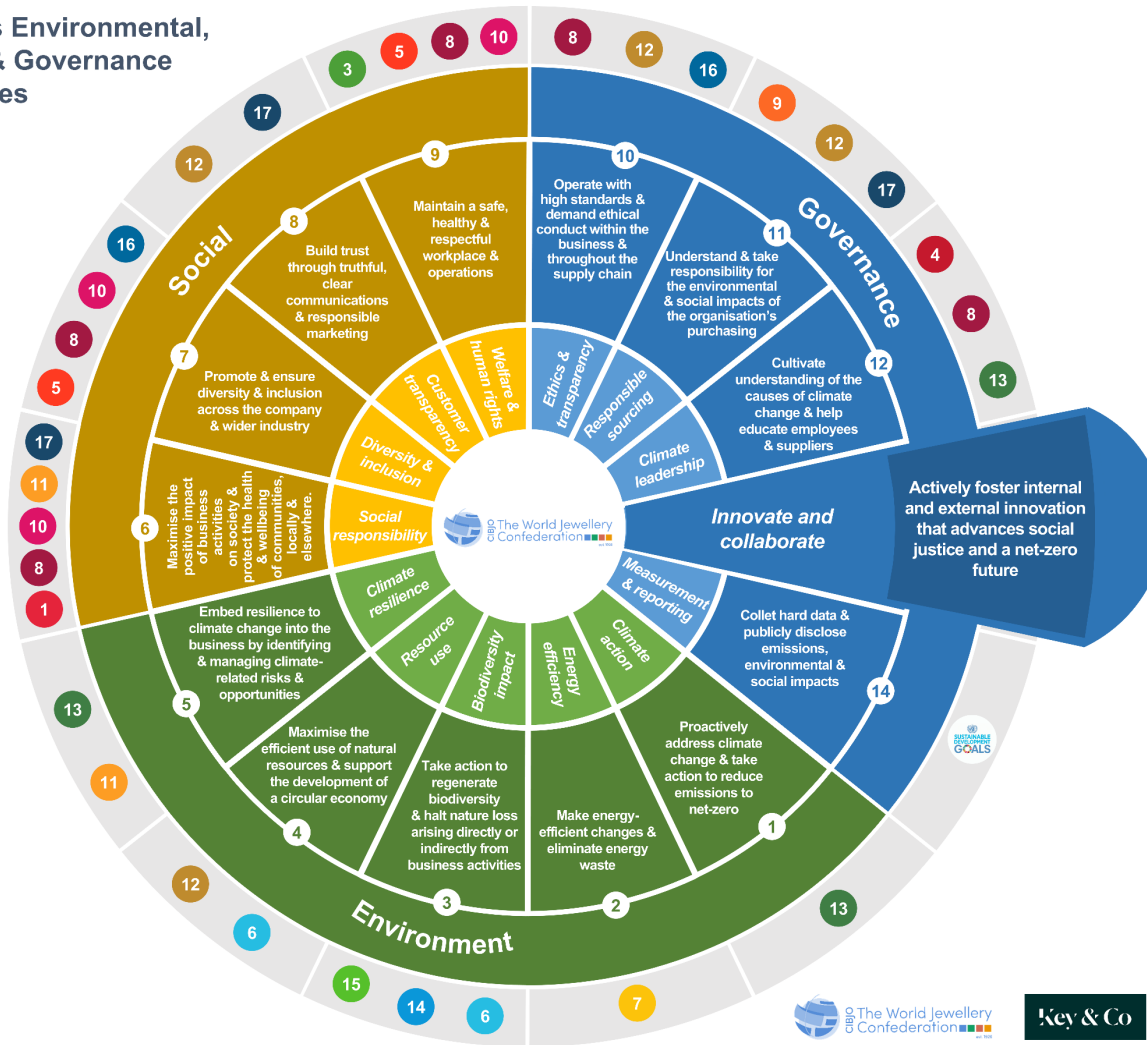 s Environmental,
& Governance
es
3
5
8
10
8
12
16
9
12
17
4
8
13
17
12
16
10
8
5
17
11
10
8
1
13
11
12
6
15
14
6
7
13
SUSTAINABLE
DEVELOPMENT
GOALS
Social
Governance
Environment
9
Maintain a safe,
healthy &
respectful
workplace &
operations
Welfare &
human rights
10
Operate with
high standards &
demand ethical
conduct within the
business &
throughout the
supply chain
Ethics &
transparency
11
Understand & take
responsibility for
the environmental
& social impacts of
the organisation's
purchasing
Responsible
sourcing
12
Cultivate
understanding of the
causes of climate
change & help
educate employees
& suppliers
Climate
leadership
Innovate and
collaborate
Actively foster internal
and external innovation
that advances social
justice and a net-zero
future
14
Collet hard data &
publicly disclose
emissions,
environmental &
social impacts
Measurement
& reporting
1
Proactively
address climate
change & take
action to reduce
emissions to
net-zero
Climate
action
2
Make energy-
efficient changes &
eliminate energy
waste
Energy
efficiency
3
Take action to
regenerate
biodiversity
& halt nature loss
arising directly or
indirectly from
business activities
Biodiversity
impact
4
Maximise the
efficient use of natural
resources & support
the development of
a circular economy
Resource
use
5
Embed resilience to
climate change into the
business by identifying
& managing climate-
related risks &
opportunities
Climate
resilience
6
Maximise the
positive impact
of business
activities
on society &
protect the health
& wellbeing
of communities,
locally &
elsewhere.
Social
responsibility
7
Promote & ensure
diversity & inclusion
across the company
& wider industry
Diversity &
inclusion
8
Build trust
through truthful,
clear
communications
& responsible
marketing
Customer
transparency
CIBJO
The World Jewellery
Confederation
CIBJO
The World Jewellery
Confederation
Key & Co